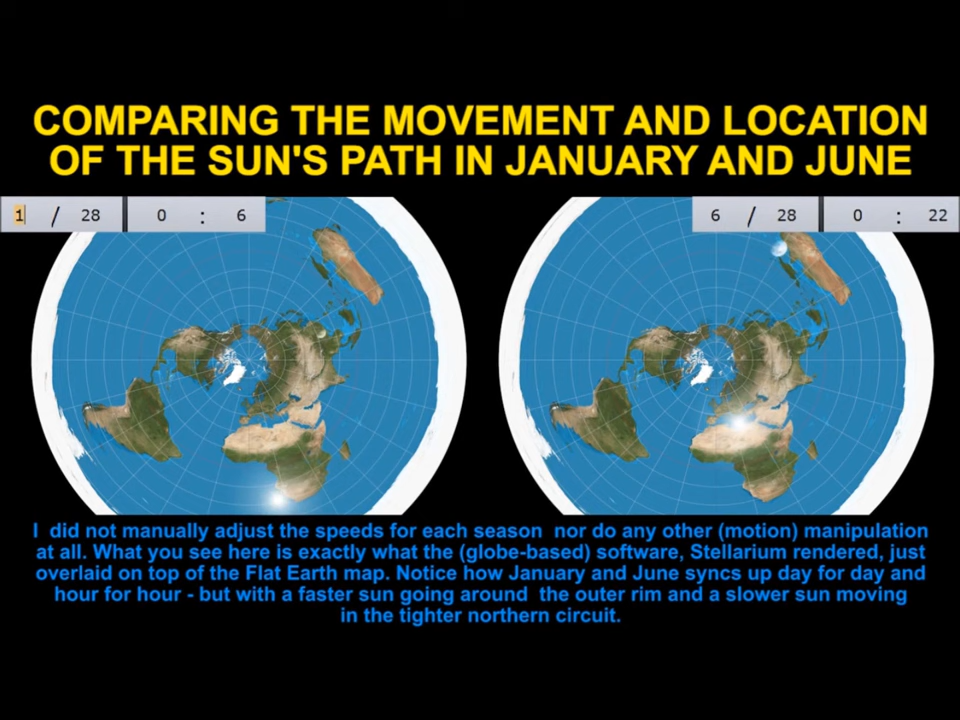 COMPARING THE MOVEMENT AND LOCATION
OF THE SUN'S PATH IN JANUARY AND JUNE
1 / 28 0 : 6
6 / 28 0 : 22
I did not manually adjust the speeds for each season nor do any other (motion) manipulation
at all. What you see here is exactly what the (globe-based) software, Stellarium rendered, just
overlaid on top of the Flat Earth map. Notice how January and June syncs up day for day and
hour for hour - but with a faster sun going around the outer rim and a slower sun moving
in the tighter northern circuit.